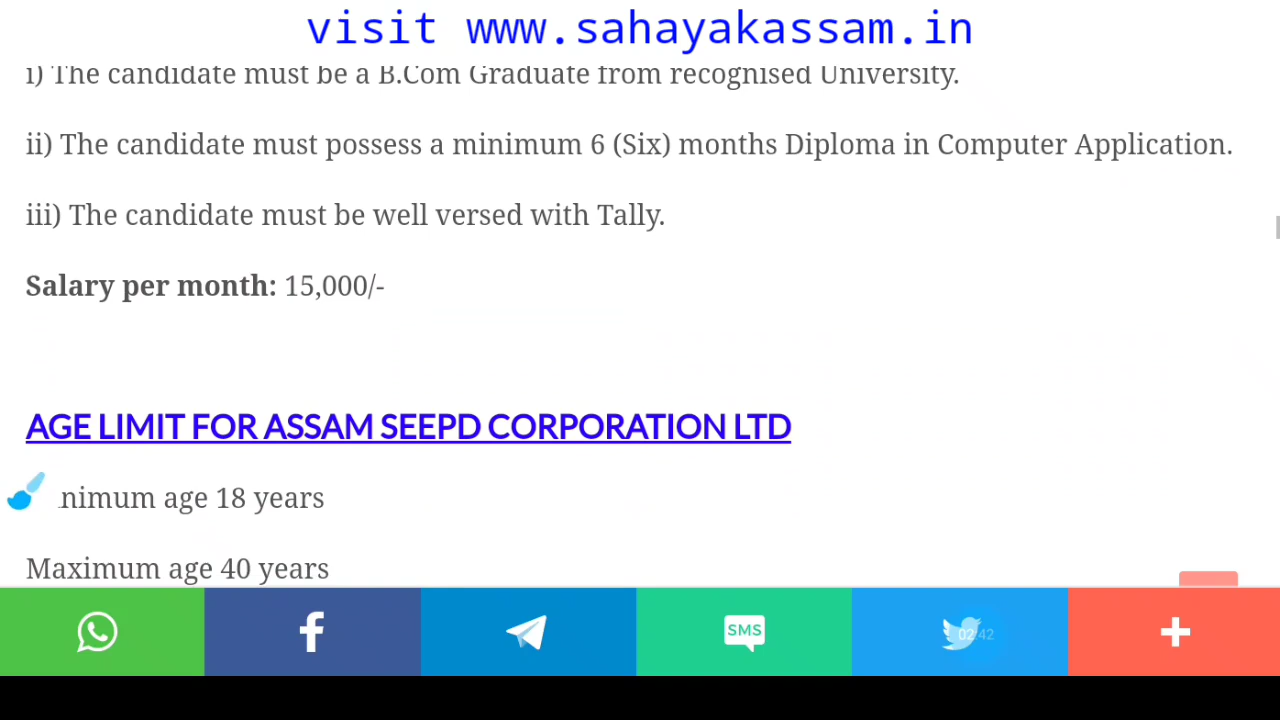 visit www.sahayakassam.in
i) The candidate must be a B.Com Graduate from recognised University.
ii) The candidate must possess a minimum 6 (Six) months Diploma in Computer Application.
iii) The candidate must be well versed with Tally.
Salary per month: 15,000/-
AGE LIMIT FOR ASSAM SEEPD CORPORATION LTD
nimum age 18 years
Maximum age 40 years
SMS
02:42